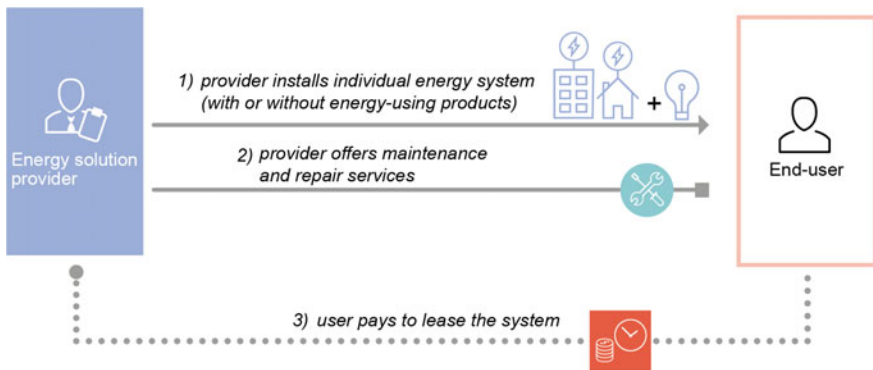 1) provider installs individual energy system
(with or without energy-using products)
+
Energy solution
provider
2) provider offers maintenance
and repair services
End-user
3) user pays to lease the system